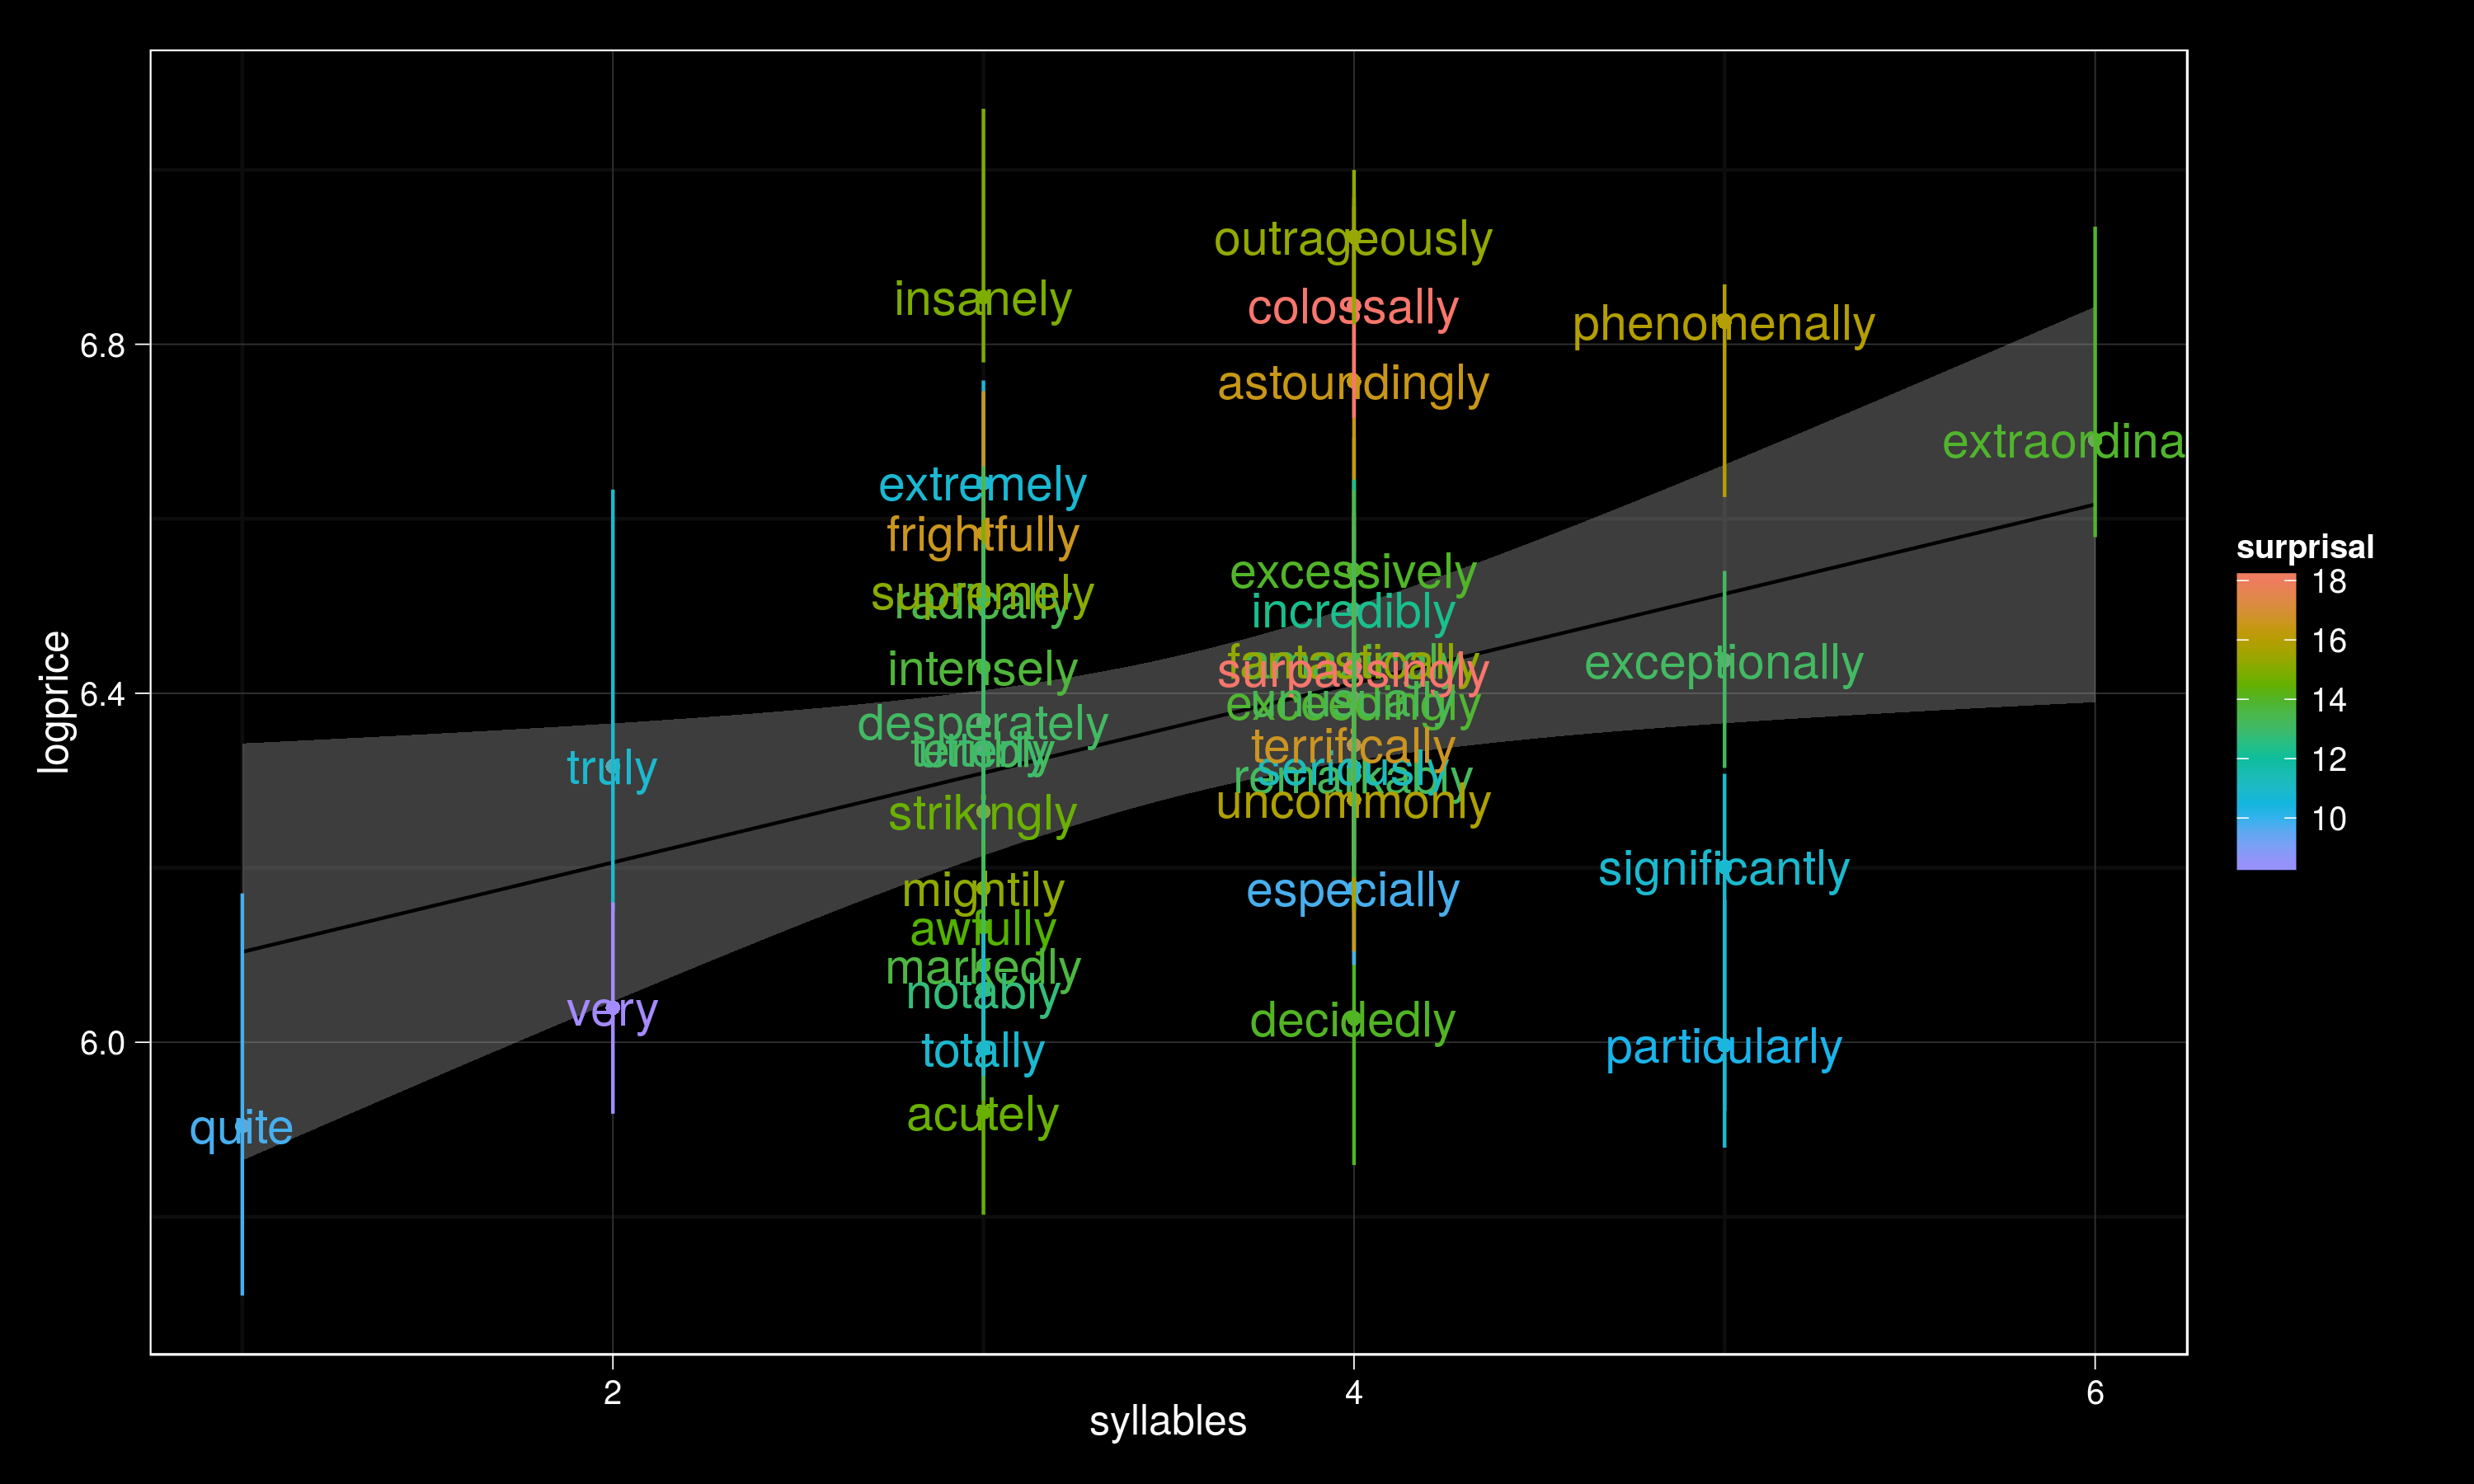 outrageously
insanely
colossally
phenomenally
6.8
astoundingly
extraordina
extremely
frightfully
surprisal
excessively
18
supremely
radically
incredibly
16
intensely
exceptionally
surpassingly
6.4
14
exceedingly
desperately
terrifically
12
truly
seriously
remarkably
logprice
uncommonly
strikingly
10
significantly
mightily
especially
awfully
markedly
notably
very
decidedly
6.0
totally
particularly
acutely
quite
2
4
6
syllables